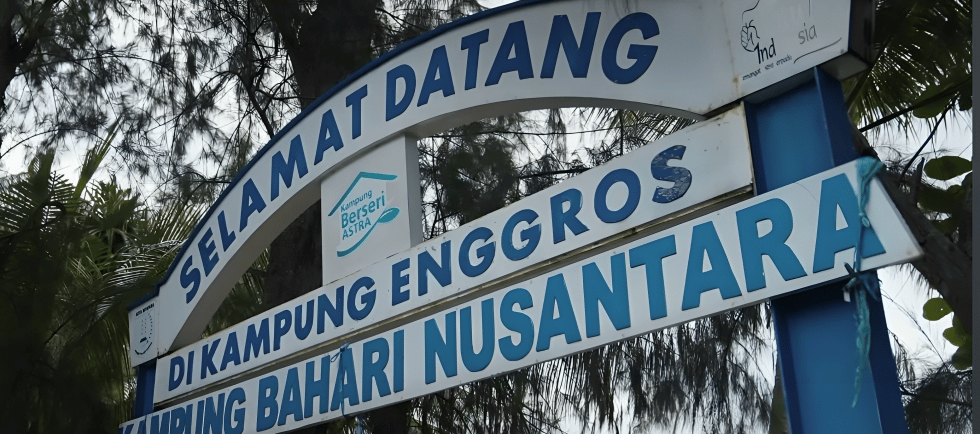 SELAMAT DATANG
Kampung
Berseri
ASTRA
DI KAMPUNG ENGGROS
KAMPUNG BAHARI NUSANTARA